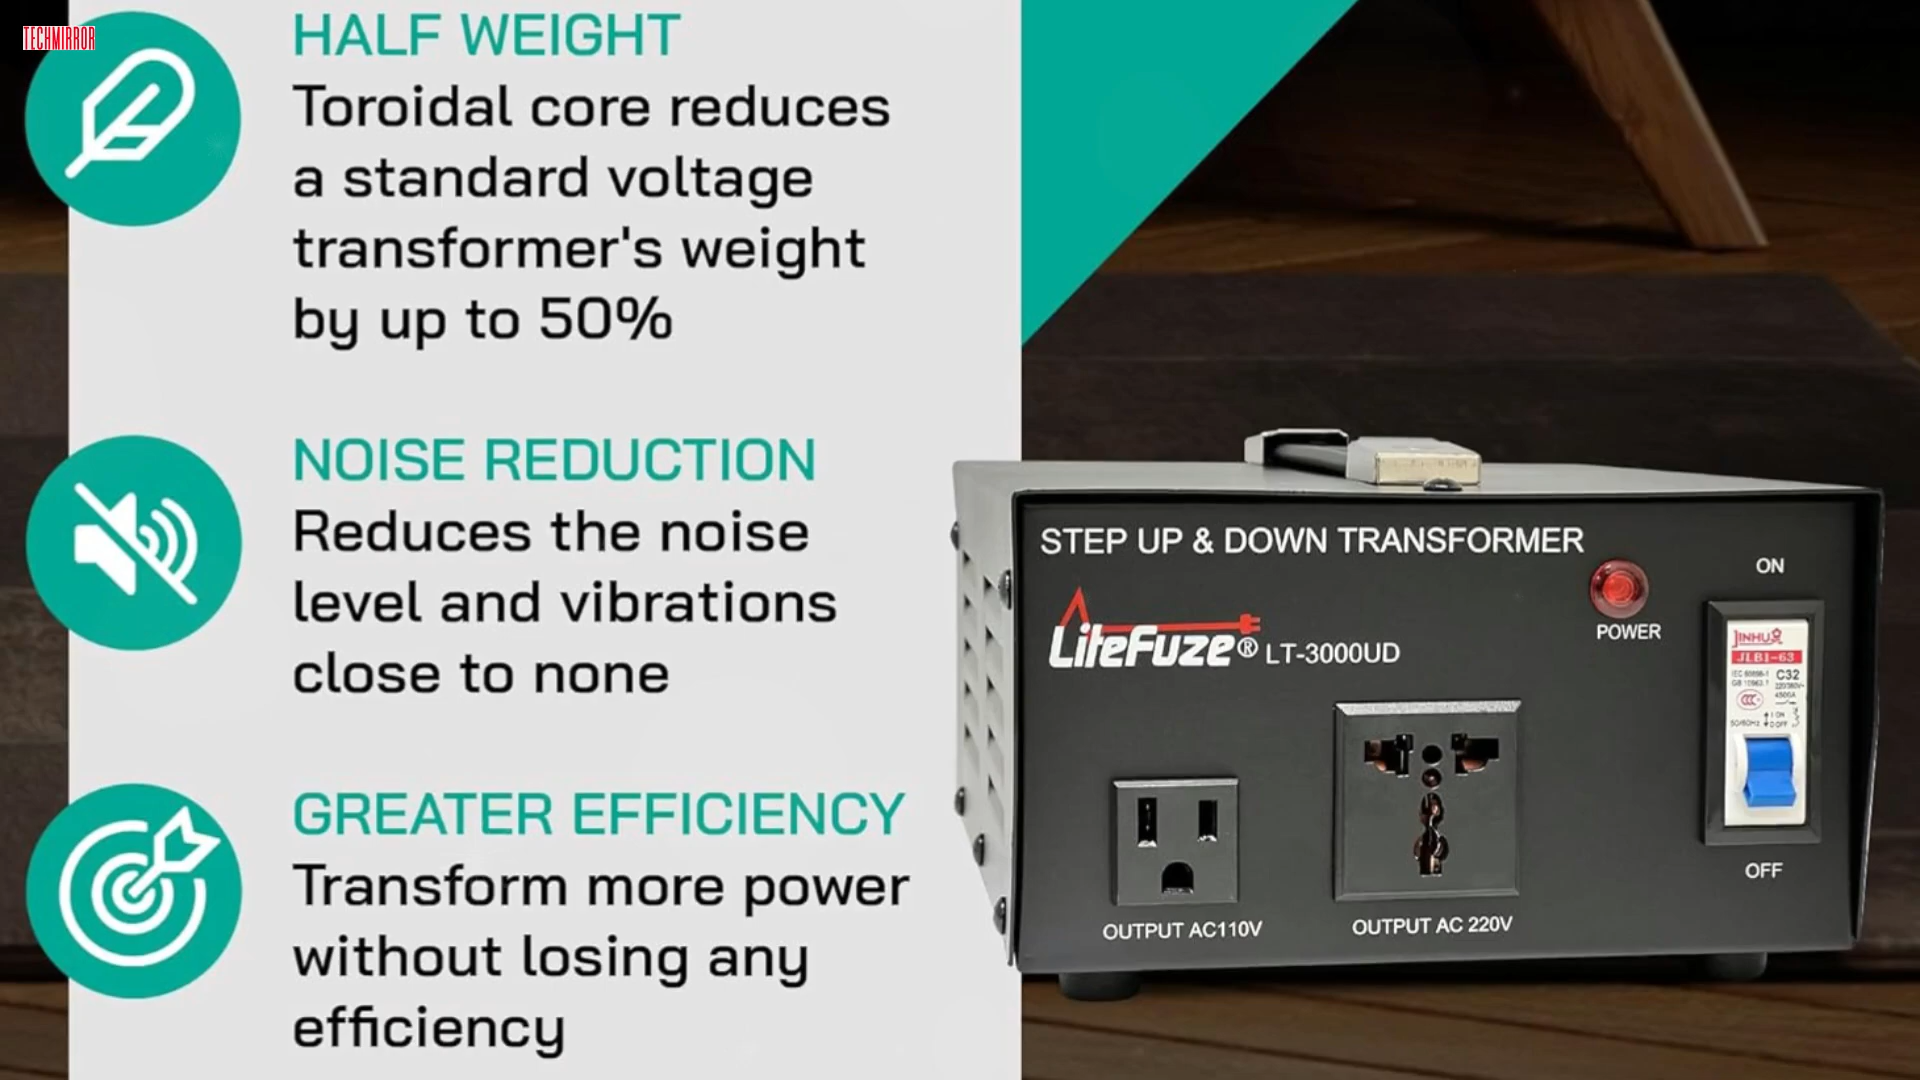 TECHMIRROR
HALF WEIGHT
Toroidal core reduces
a standard voltage
transformer's weight
by up to 50%
NOISE REDUCTION
Reduces the noise
level and vibrations
close to none
GREATER EFFICIENCY
Transform more power
without losing any
efficiency
STEP UP & DOWN TRANSFORMER
LiteFuze® LT-3000UD
POWER
ON
JINHU
JLB1-63
C32
OFF
OUTPUT AC110V
OUTPUT AC 220V